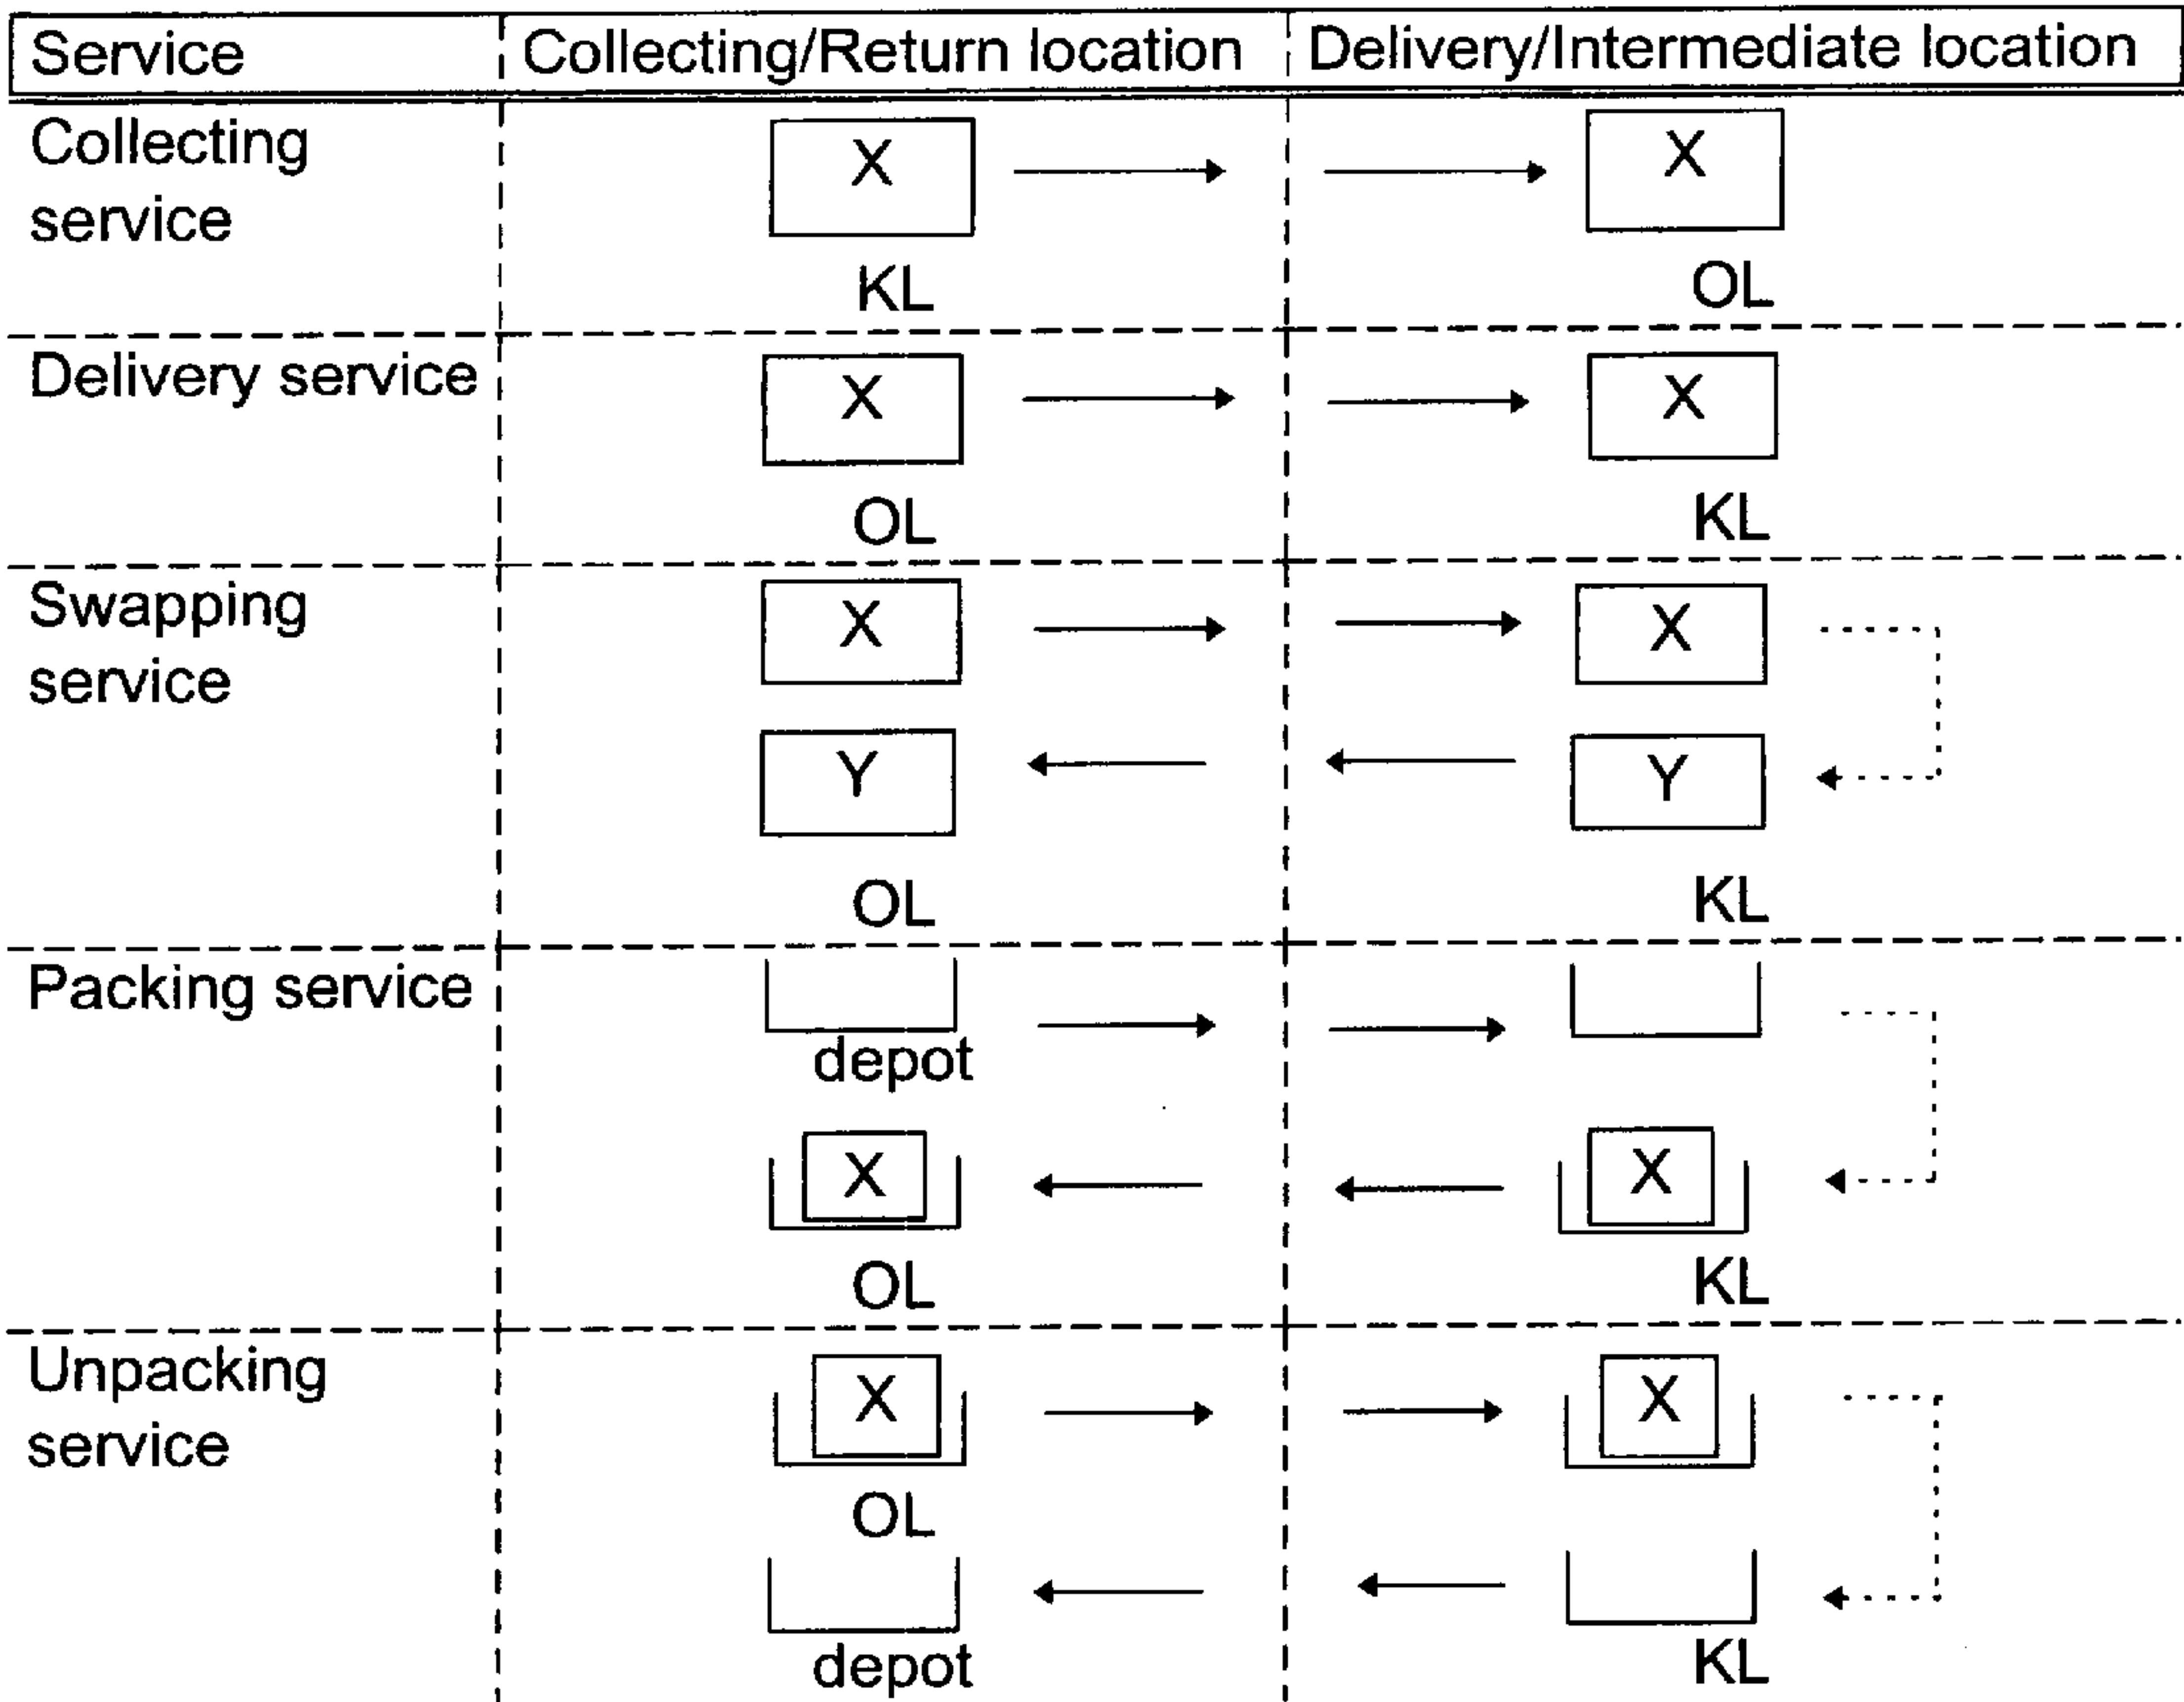 Service Collecting/Return location Delivery/Intermediate location
Collecting
service
X X
KL OL
Delivery service
X X
OL KL
Swapping
service
X X
Y Y
OL KL
Packing service
depot
X X
OL KL
Unpacking
service
X X
OL
depot KL